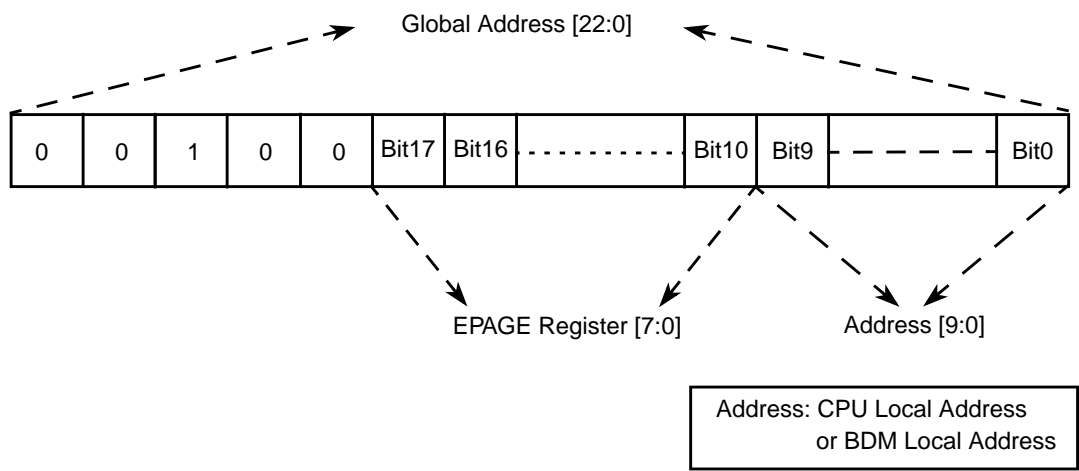 Global Address [22:0]
0 0 1 0 0 Bit17 Bit16 Bit10 Bit9 Bit0
EPAGE Register [7:0] Address [9:0]
Address: CPU Local Address
or BDM Local Address